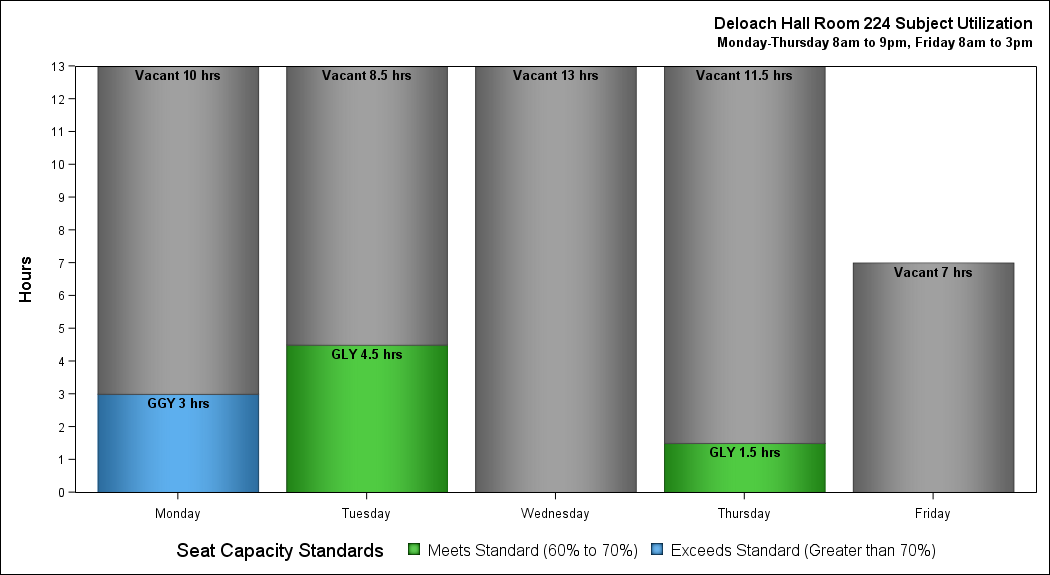 Deloach Hall Room 224 Subject Utilization
Monday-Thursday 8am to 9pm, Friday 8am to 3pm
Hours
13
12
11
10
9
8
7
6
5
4
3
2
1
0
Vacant 10 hrs
GGY 3 hrs
Vacant 8.5 hrs
GLY 4.5 hrs
Vacant 13 hrs
Vacant 11.5 hrs
GLY 1.5 hrs
Vacant 7 hrs
Monday Tuesday Wednesday Thursday Friday
Seat Capacity Standards Meets Standard (60% to 70%) Exceeds Standard (Greater than 70%)